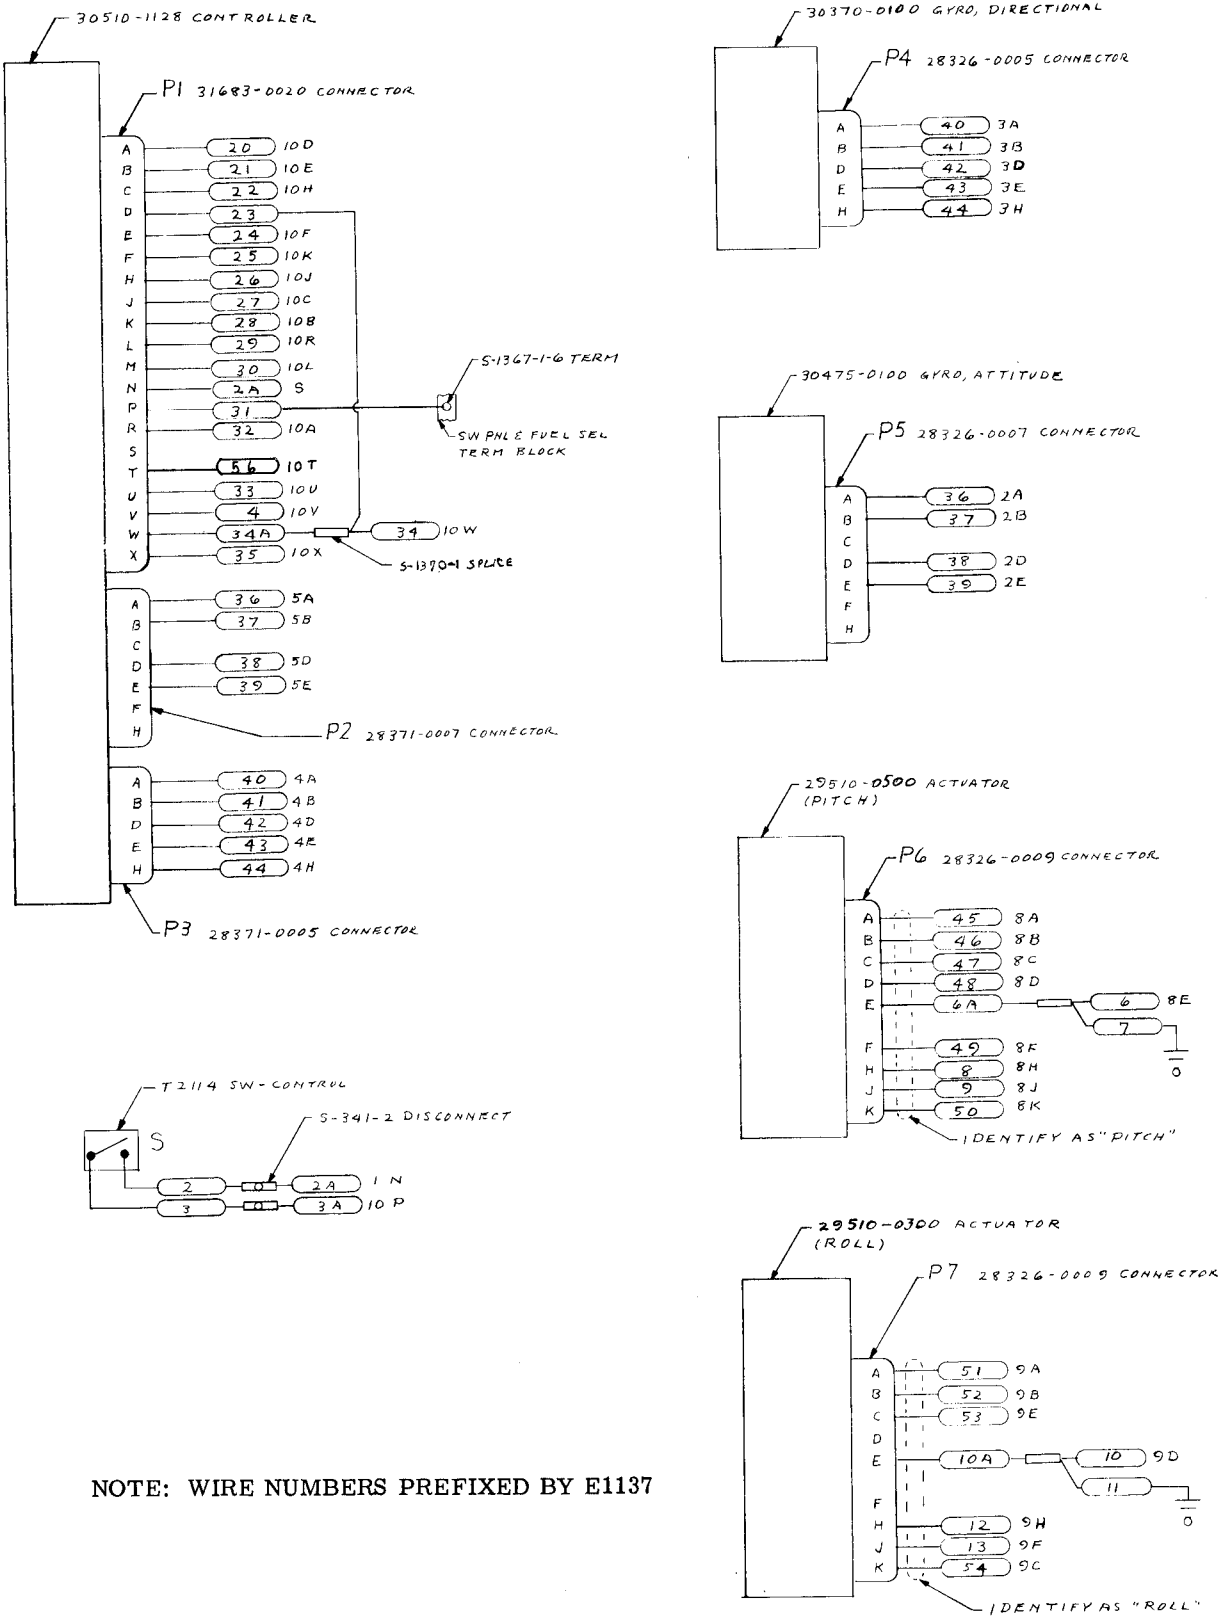 30510-1128 CONTROLLER
P1 31683-0020 CONNECTOR
A 20 10D
B 21 10E
C 22 10H
D 23
E 24 10F
F 25 10K
H 26 10J
J 27 10C
K 28 10B
L 29 10R
M 30 10L
N 2A S
P 31
R 32 10A
S
T 56 10T
U 33 10U
V 4 10V
W 34A 34 10W
X 35 10X
S-1367-1-6 TERM
SW PNL & FUEL SEL
TERM BLOCK
S-1370-1 SPLICE
A 36 5A
B 37 5B
C
D 38 5D
E 39 5E
F
H
P2 28371-0007 CONNECTOR
A 40 4A
B 41 4B
D 42 4D
E 43 4E
H 44 4H
P3 28371-0005 CONNECTOR
T2114 SW-CONTROL
S-341-2 DISCONNECT
S
2 2A 1N
3 3A 10P
NOTE: WIRE NUMBERS PREFIXED BY E1137
30370-0100 GYRO, DIRECTIONAL
P4 28326-0005 CONNECTOR
A 40 3A
B 41 3B
D 42 3D
E 43 3E
H 44 3H
30475-0100 GYRO, ATTITUDE
P5 28326-0007 CONNECTOR
A 36 2A
B 37 2B
C
D 38 2D
E 39 2E
F
H
29510-0500 ACTUATOR
(PITCH)
P6 28326-0009 CONNECTOR
A 45 8A
B 46 8B
C 47 8C
D 48 8D
E 6A 6 8E
7
F 49 8F
H 8 8H
J 9 8J
K 50 8K
IDENTIFY AS "PITCH"
29510-0300 ACTUATOR
(ROLL)
P7 28326-0009 CONNECTOR
A 51 9A
B 52 9B
C 53 9E
D
E 10A 10 9D
11
F
H 12 9H
J 13 9F
K 54 9C
IDENTIFY AS "ROLL"